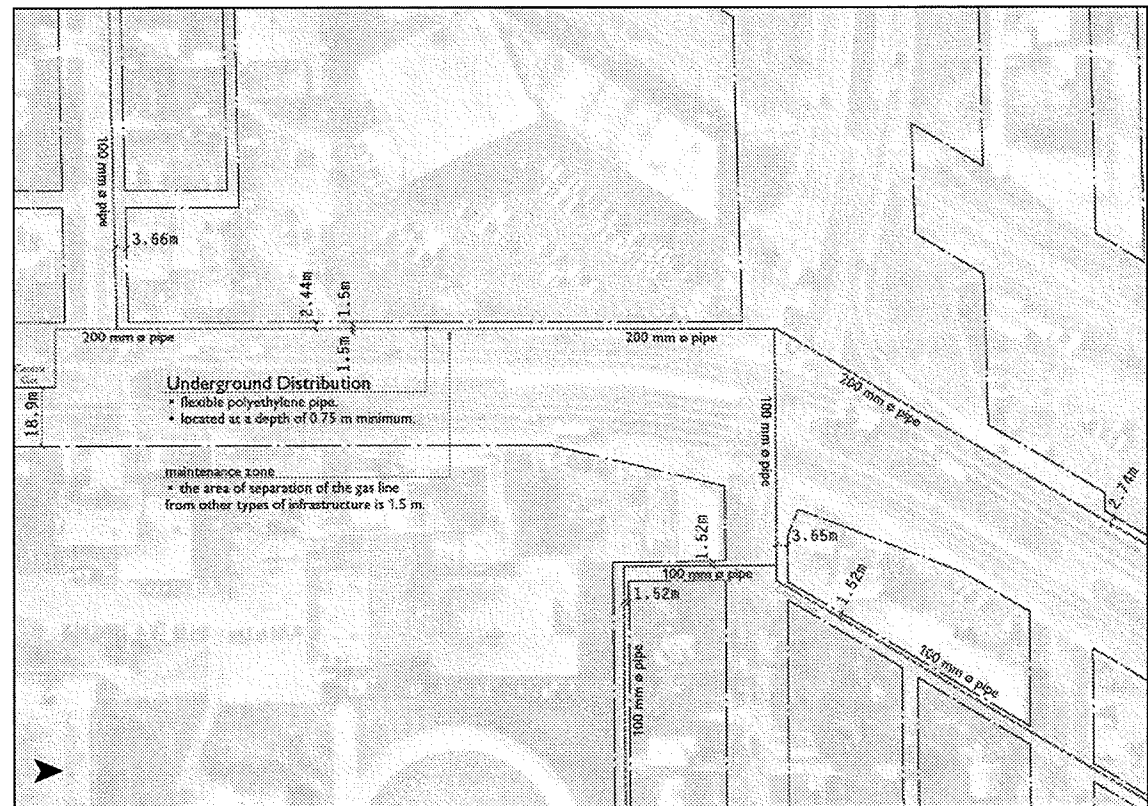 100 mm ø pipe
3.66m
2.44m
1.5m
200 mm ø pipe
1.5m
200 mm ø pipe
200 mm ø pipe
18.9m
Underground Distribution
• flexible polyethylene pipe.
• located at a depth of 0.75 m minimum.
100 mm ø pipe
maintenance zone
• the area of separation of the gas line
from other types of infrastructure is 1.5 m.
2.74m
1.52m
3.65m
100 mm ø pipe
1.52m
1.52m
100 mm ø pipe
100 mm ø pipe